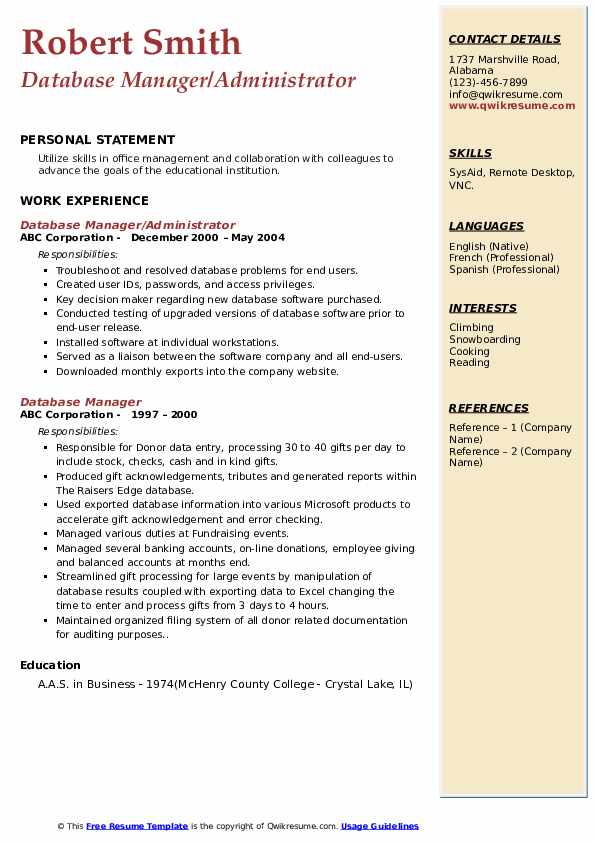 Robert Smith
Database Manager/Administrator
PERSONAL STATEMENT
Utilize skills in office management and collaboration with colleagues to
advance the goals of the educational institution.
WORK EXPERIENCE
Database Manager/Administrator
ABC Corporation -   December 2000 – May 2004
Responsibilities:
▪ Troubleshoot and resolved database problems for end users.
▪ Created user IDs, passwords, and access privileges.
▪ Key decision maker regarding new database software purchased.
▪ Conducted testing of upgraded versions of database software prior to
end-user release.
▪ Installed software at individual workstations.
▪ Served as a liaison between the software company and all end-users.
▪ Downloaded monthly exports into the company website.
Database Manager
ABC Corporation -   1997 – 2000
Responsibilities:
▪ Responsible for Donor data entry, processing 30 to 40 gifts per day to
include stock, checks, cash and in kind gifts.
▪ Produced gift acknowledgements, tributes and generated reports within
The Raisers Edge database.
▪ Used exported database information into various Microsoft products to
accelerate gift acknowledgement and error checking.
▪ Managed various duties at Fundraising events.
▪ Managed several banking accounts, on-line donations, employee giving
and balanced accounts at months end.
▪ Streamlined gift processing for large events by manipulation of
database results coupled with exporting data to Excel changing the
time to enter and process gifts from 3 days to 4 hours.
▪ Maintained organized filing system of all donor related documentation
for auditing purposes..
Education
A.A.S. in Business - 1974(McHenry County College - Crystal Lake, IL)
CONTACT DETAILS
1737 Marshville Road,
Alabama
(123)-456-7899
info@qwikresume.com
www.qwikresume.com
SKILLS
SysAid, Remote Desktop,
VNC.
LANGUAGES
English (Native)
French (Professional)
Spanish (Professional)
INTERESTS
Climbing
Snowboarding
Cooking
Reading
REFERENCES
Reference – 1 (Company
Name)
Reference – 2 (Company
Name)
© This Free Resume Template is the copyright of Qwikresume.com. Usage Guidelines